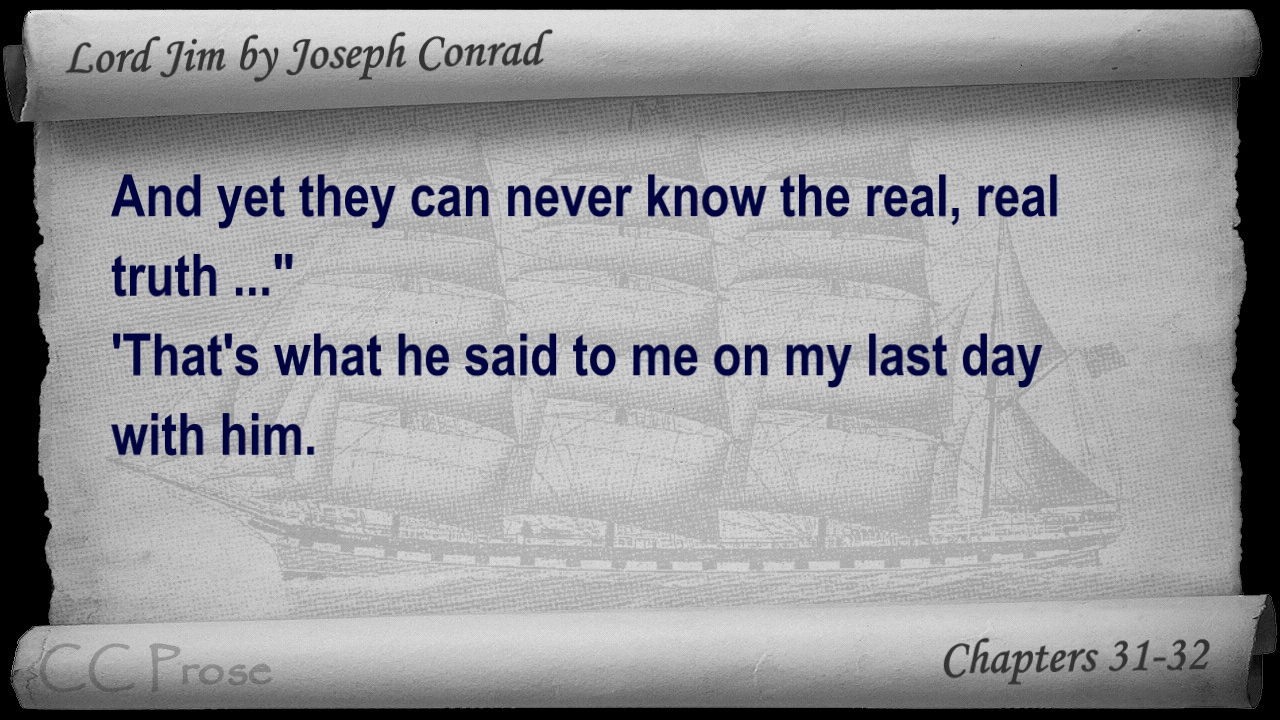 Lord Jim by Joseph Conrad
And yet they can never know the real, real
truth ..."
'That's what he said to me on my last day
with him.
CC Prose
Chapters 31-32